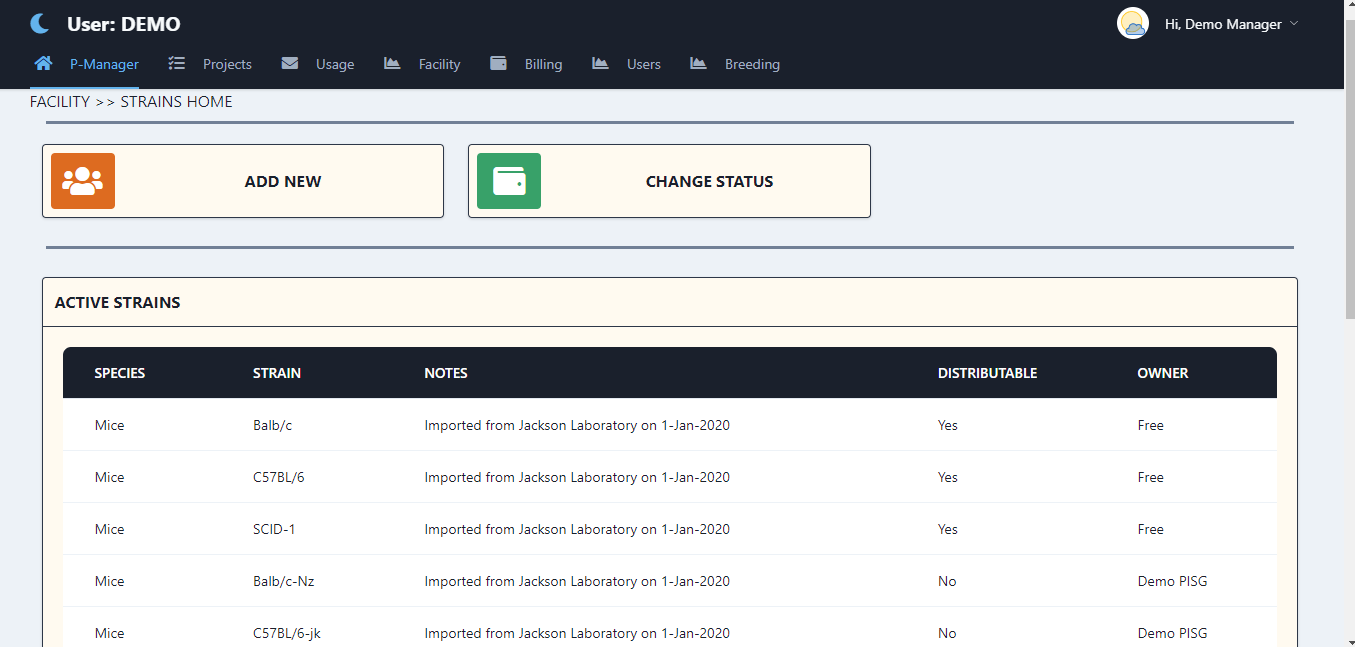 User: DEMO
Hi, Demo Manager
P-Manager Projects Usage Facility Billing Users Breeding
FACILITY >> STRAINS HOME
ADD NEW CHANGE STATUS
ACTIVE STRAINS
SPECIES STRAIN NOTES DISTRIBUTABLE OWNER
Mice Balb/c Imported from Jackson Laboratory on 1-Jan-2020 Yes Free
Mice C57BL/6 Imported from Jackson Laboratory on 1-Jan-2020 Yes Free
Mice SCID-1 Imported from Jackson Laboratory on 1-Jan-2020 Yes Free
Mice Balb/c-Nz Imported from Jackson Laboratory on 1-Jan-2020 No Demo PISG
Mice C57BL/6-jk Imported from Jackson Laboratory on 1-Jan-2020 No Demo PISG